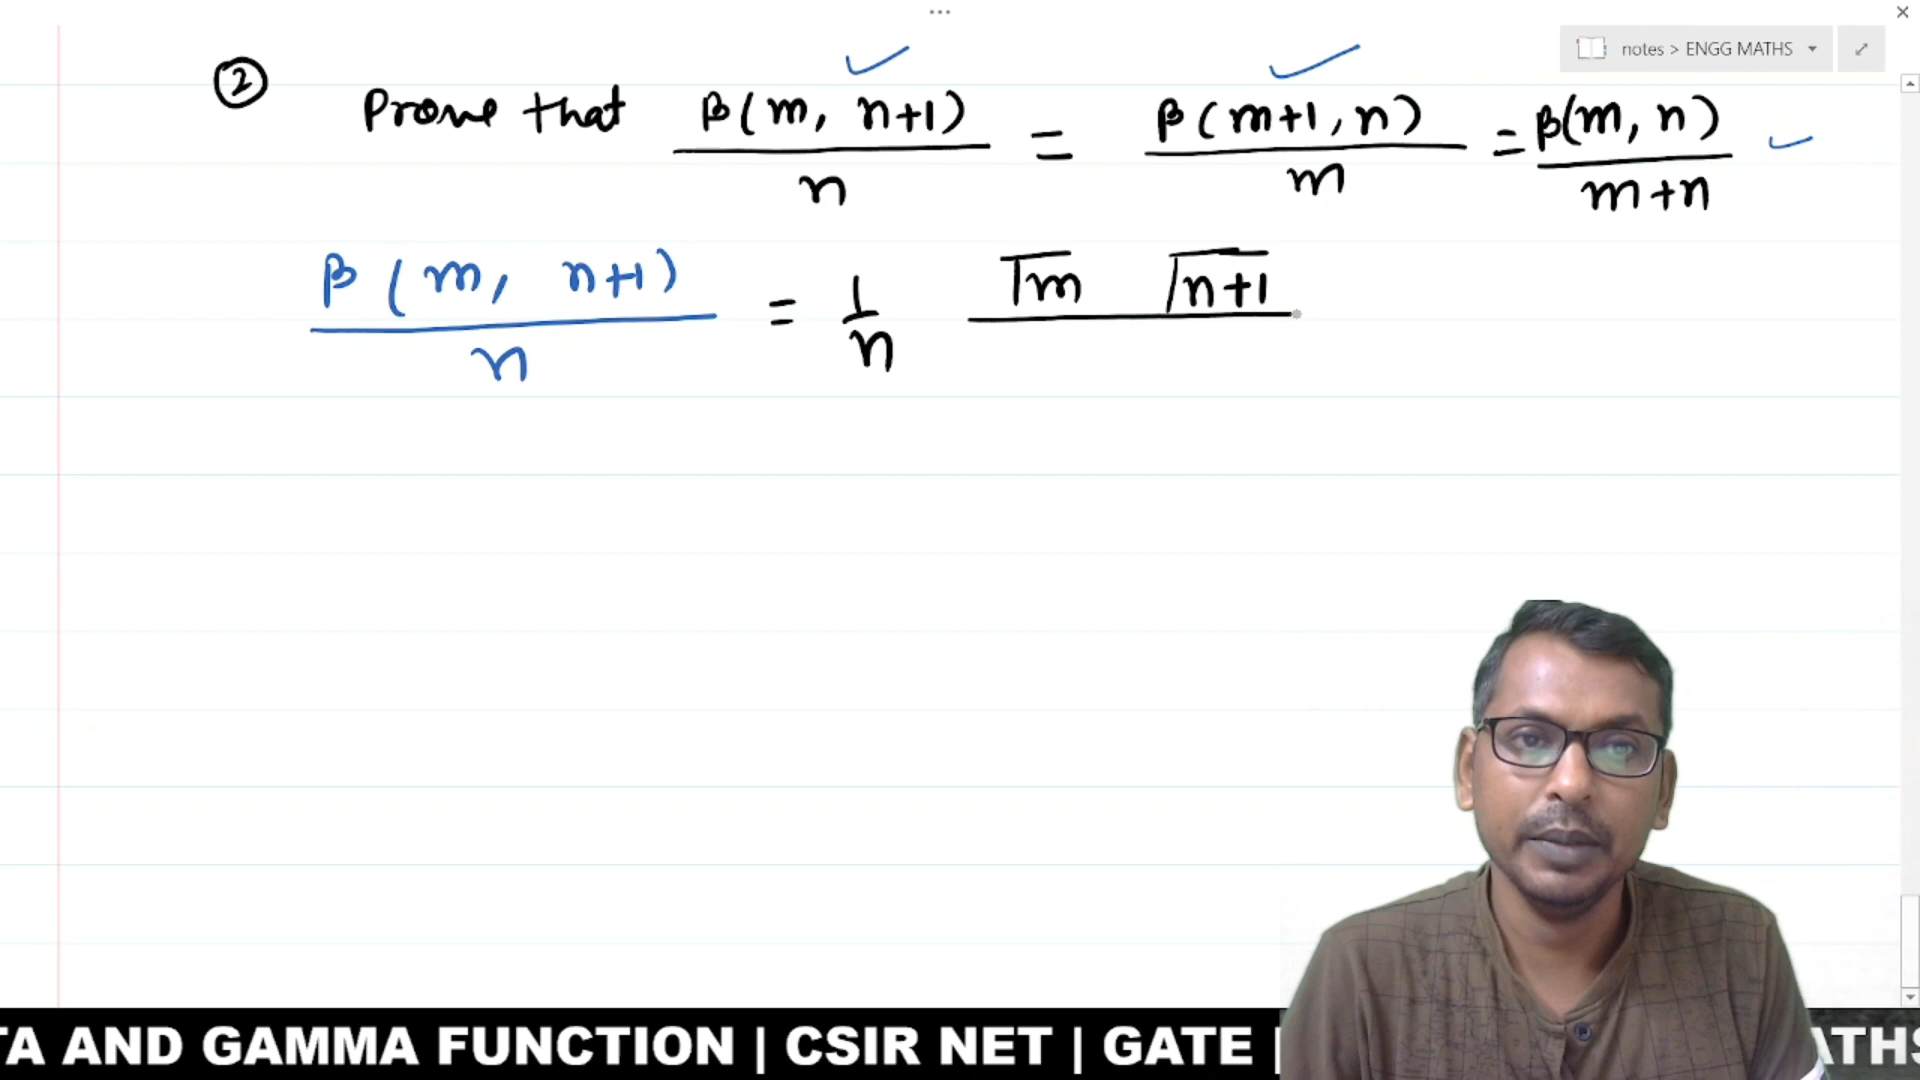 notes > ENGG MATHS
② Prove that β(m, n+1)/n = β(m+1, n)/m = β(m, n)/m+n
β(m, n+1)/n = 1/n Γm Γn+1
TA AND GAMMA FUNCTION | CSIR NET | GATE | ATHS